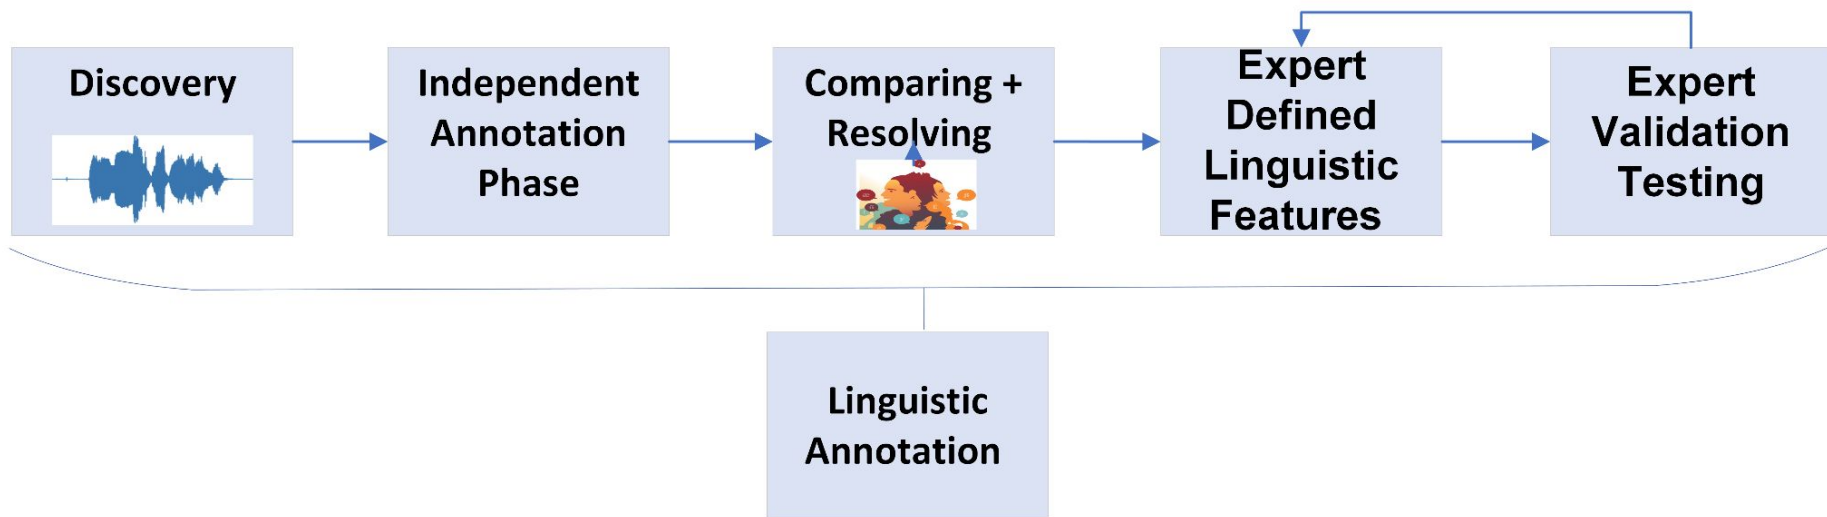 Discovery
Independent
Annotation
Phase
Comparing +
Resolving
Expert
Defined
Linguistic
Features
Expert
Validation
Testing
Linguistic
Annotation